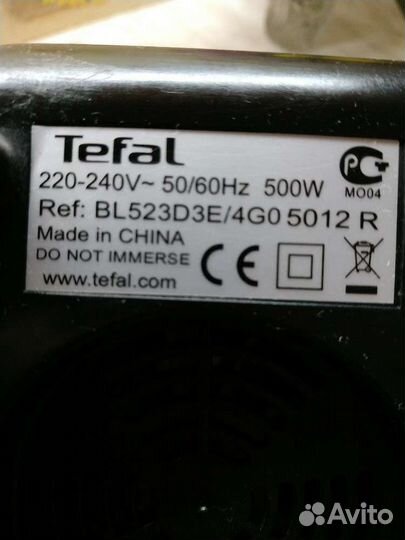 Tefal
220-240V~ 50/60Hz 500W
Ref: BL523D3E/4G0 5012 R
Made in CHINA
DO NOT IMMERSE
www.tefal.com
CE
PG
MO04
Avito